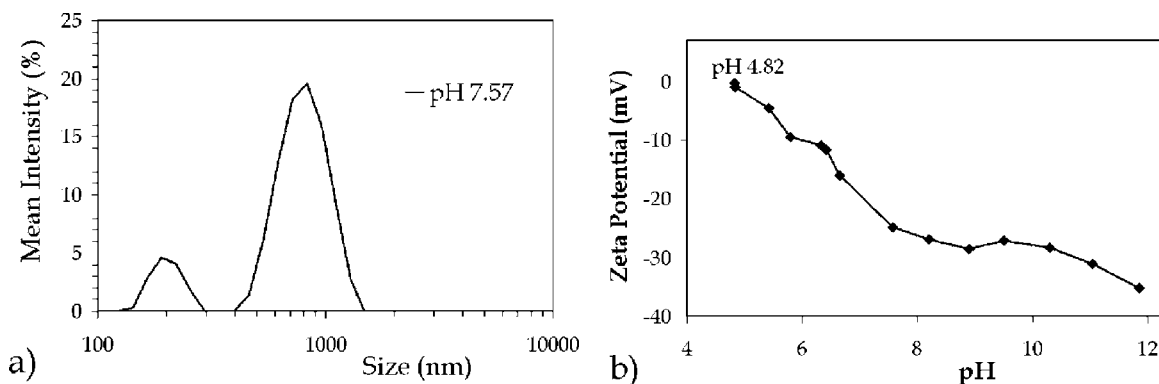 25
20
15
10
5
0
Mean Intensity (%)
pH 7.57
100
1000
10000
Size (nm)
a)
pH 4.82
0
-10
-20
-30
-40
Zeta Potential (mV)
4
6
8
10
12
pH
b)